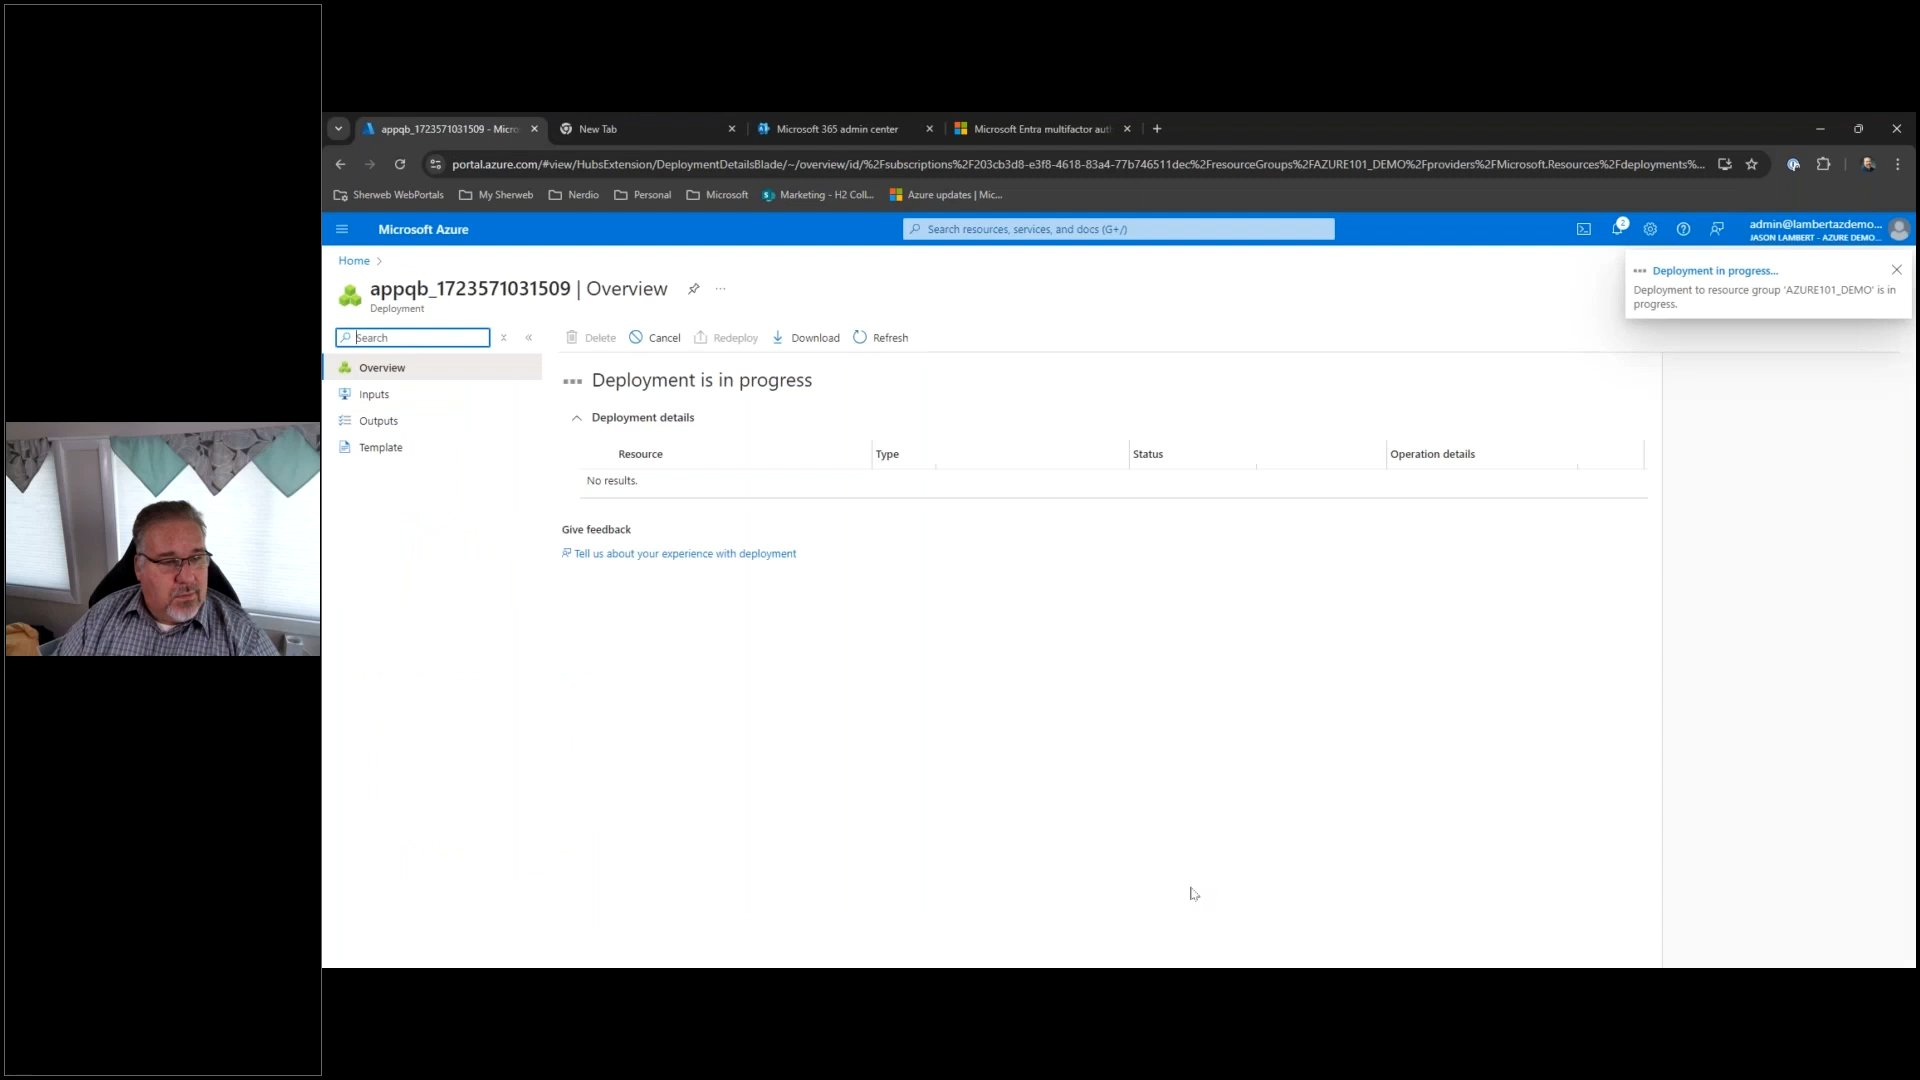 appqb_1723571031509 - Micro
New Tab
Microsoft 365 admin center
Microsoft Entra multifactor aut
portal.azure.com/#view/HubsExtension/DeploymentDetailsBlade/~/overview/id/%2Fsubscriptions%2F203cb3d8-e3f8-4618-83a4-77b746511dec%2FresourceGroups%2FAZURE101_DEMO%2Fproviders%2FMicrosoft.Resources%2Fdeployments%...
Sherweb WebPortals
My Sherweb
Nerdio
Personal
Microsoft
Marketing - H2 Coll...
Azure updates | Mic...
Microsoft Azure
Search resources, services, and docs (G+/)
2
admin@lambertazdemo...
JASON LAMBERT - AZURE DEMO...
Home
Deployment in progress...
Deployment to resource group 'AZURE101_DEMO' is in
progress.
appqb_1723571031509 | Overview
Deployment
Search
Delete
Cancel
Redeploy
Download
Refresh
Overview
Inputs
Outputs
Template
Deployment is in progress
Deployment details
Resource
Type
Status
Operation details
No results.
Give feedback
Tell us about your experience with deployment